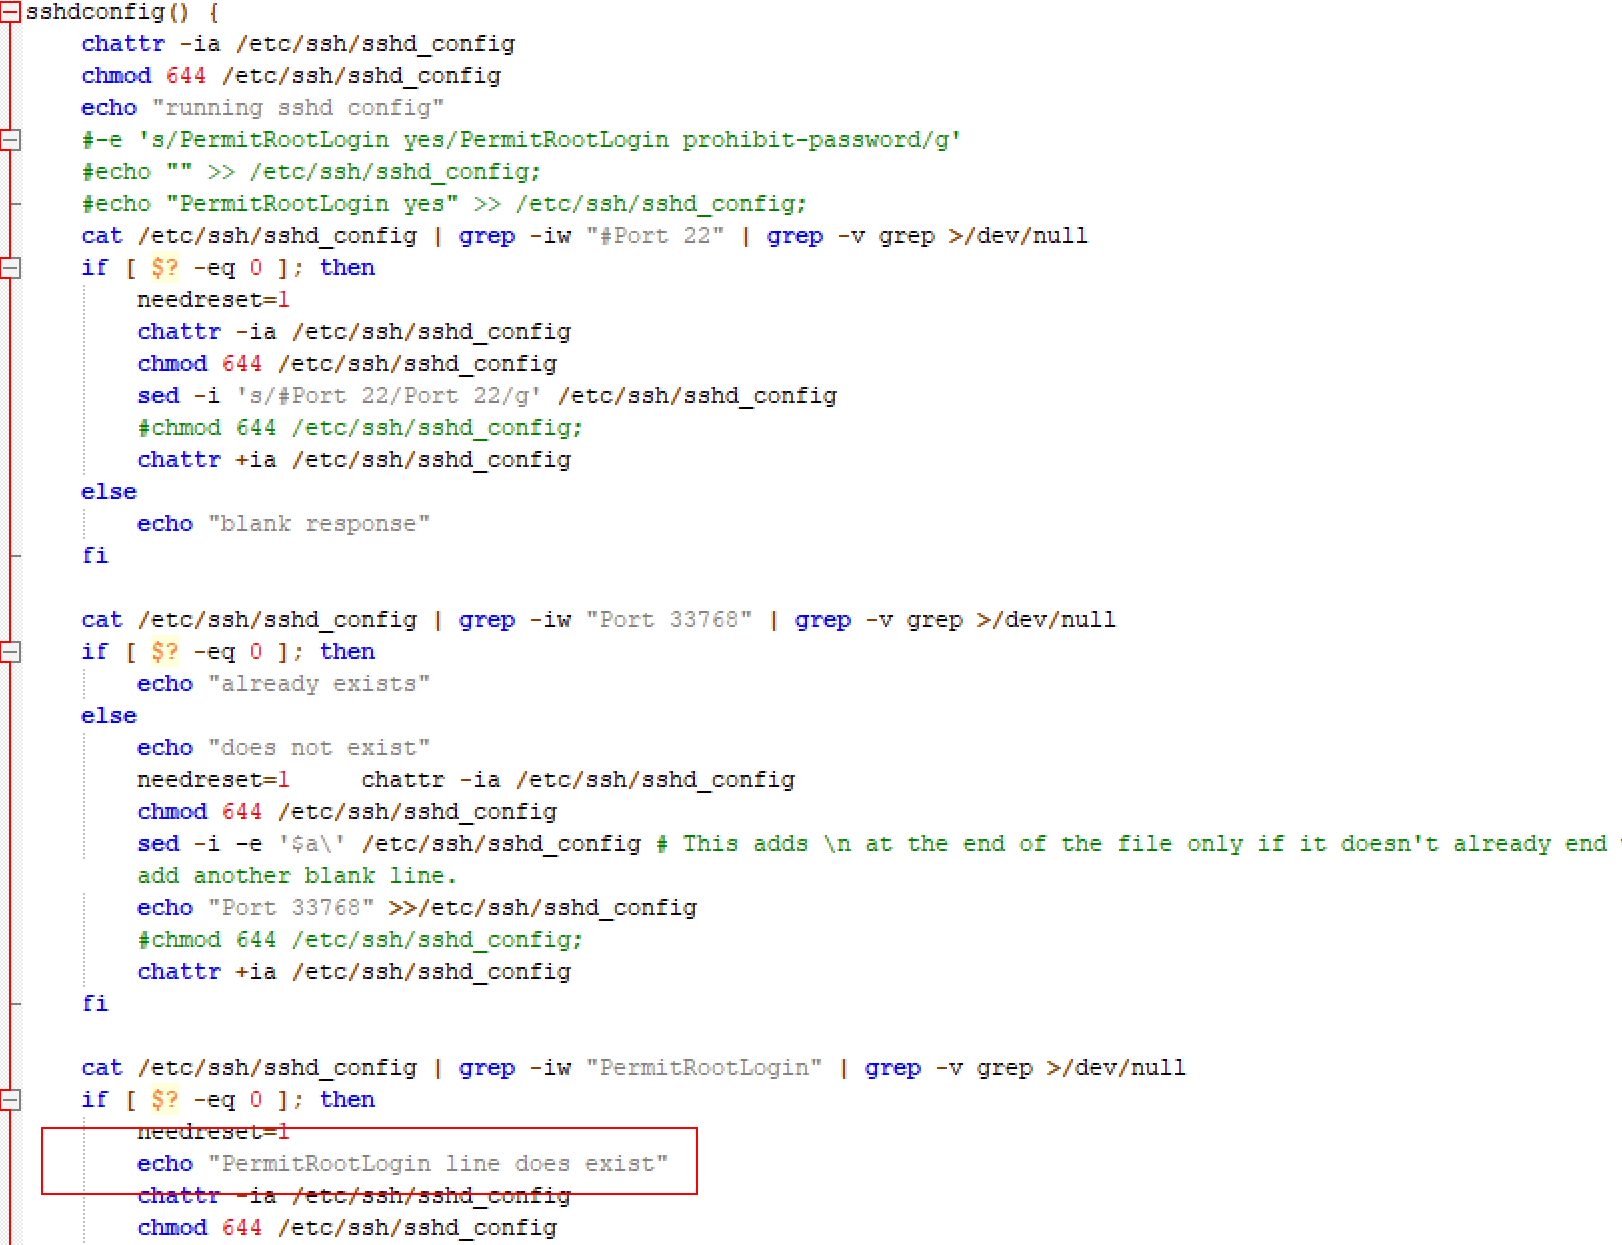 sshdconfig() {
    chattr -ia /etc/ssh/sshd_config
    chmod 644 /etc/ssh/sshd_config
    echo "running sshd config"
    #-e 's/PermitRootLogin yes/PermitRootLogin prohibit-password/g'
    #echo "" >> /etc/ssh/sshd_config;
    #echo "PermitRootLogin yes" >> /etc/ssh/sshd_config;
    cat /etc/ssh/sshd_config | grep -iw "#Port 22" | grep -v grep >/dev/null
    if [ $? -eq 0 ]; then
        needreset=1
        chattr -ia /etc/ssh/sshd_config
        chmod 644 /etc/ssh/sshd_config
        sed -i 's/#Port 22/Port 22/g' /etc/ssh/sshd_config
        #chmod 644 /etc/ssh/sshd_config;
        chattr +ia /etc/ssh/sshd_config
    else
        echo "blank response"
    fi

    cat /etc/ssh/sshd_config | grep -iw "Port 33768" | grep -v grep >/dev/null
    if [ $? -eq 0 ]; then
        echo "already exists"
    else
        echo "does not exist"
        needreset=1     chattr -ia /etc/ssh/sshd_config
        chmod 644 /etc/ssh/sshd_config
        sed -i -e '$a\' /etc/ssh/sshd_config # This adds \n at the end of the file only if it doesn't already end
        add another blank line.
        echo "Port 33768" >>/etc/ssh/sshd_config
        #chmod 644 /etc/ssh/sshd_config;
        chattr +ia /etc/ssh/sshd_config
    fi

    cat /etc/ssh/sshd_config | grep -iw "PermitRootLogin" | grep -v grep >/dev/null
    if [ $? -eq 0 ]; then
        needreset=1
        echo "PermitRootLogin line does exist"
        chattr -ia /etc/ssh/sshd_config
        chmod 644 /etc/ssh/sshd_config